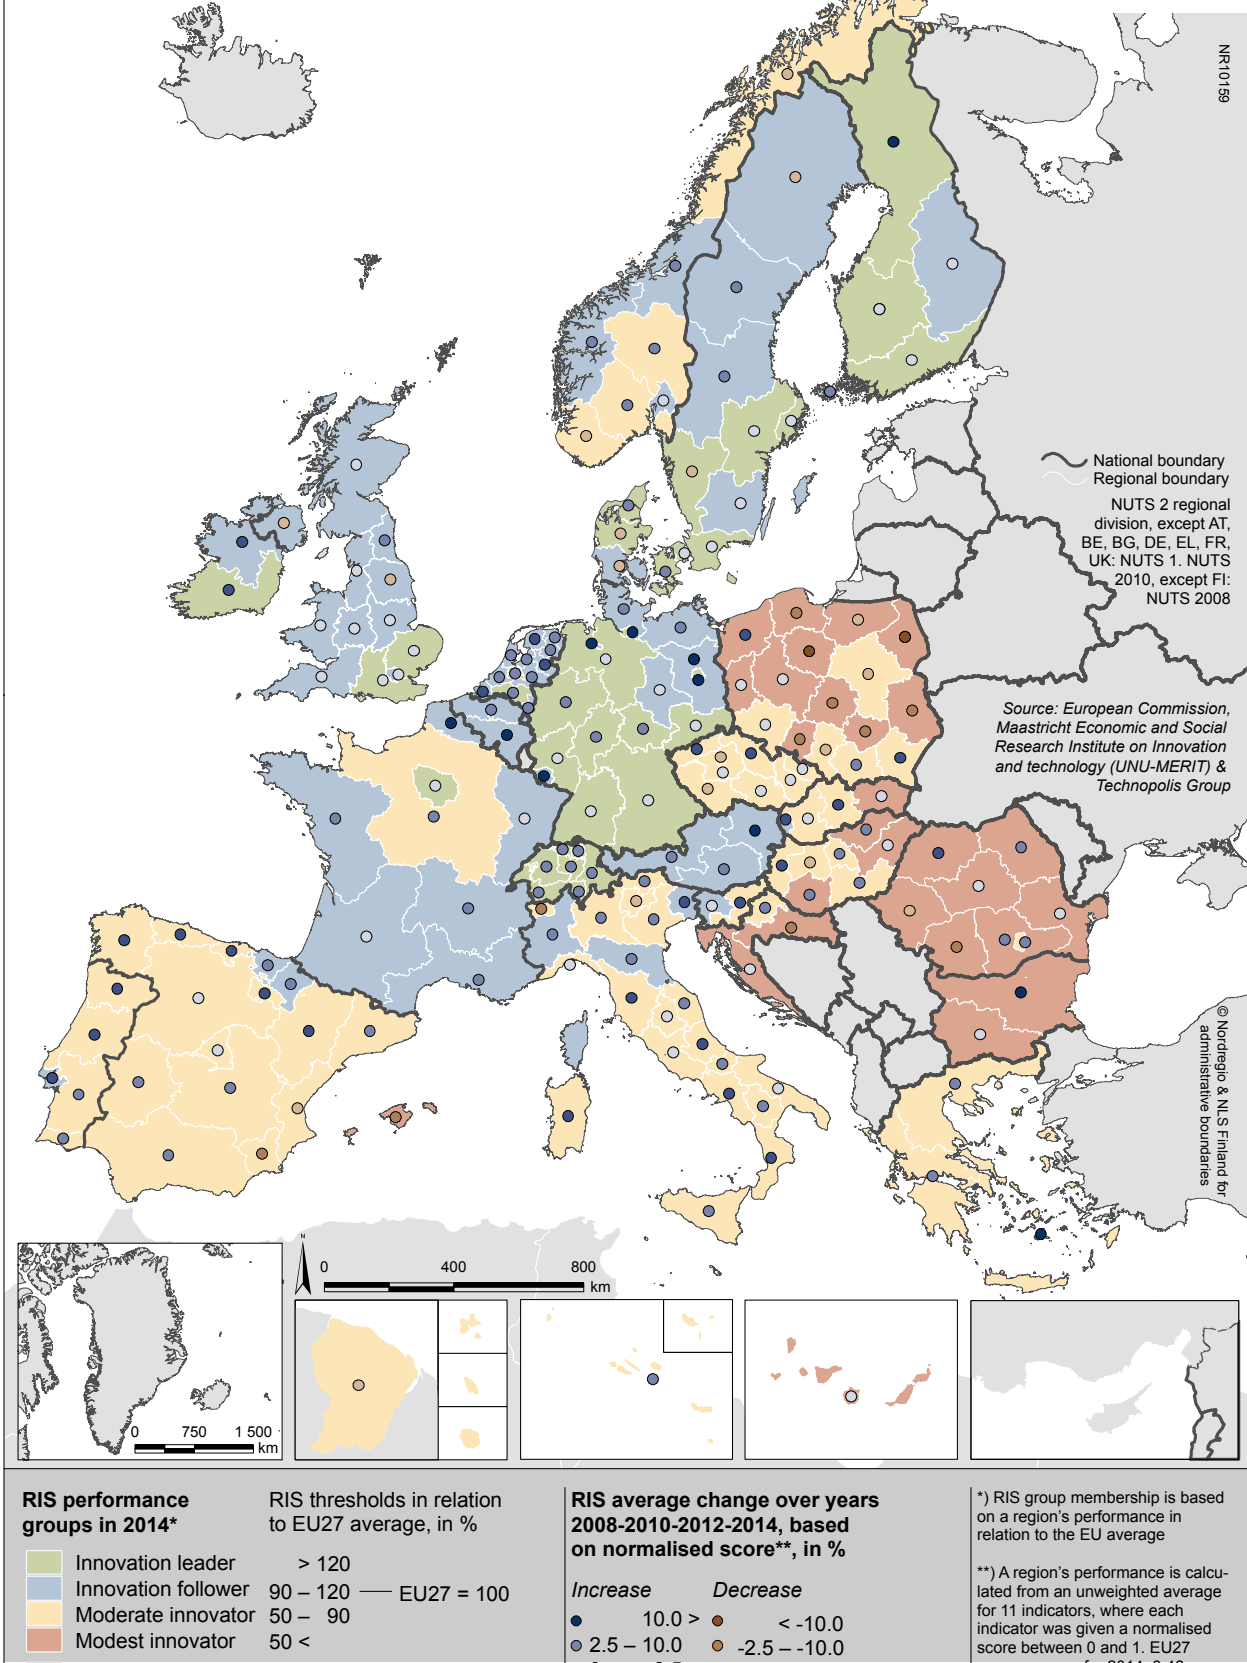 NR10159
National boundary
Regional boundary
NUTS 2 regional
division, except AT,
BE, BG, DE, EL, FR,
UK: NUTS 1. NUTS
2010, except FI:
NUTS 2008
Source: European Commission,
Maastricht Economic and Social
Research Institute on Innovation
and technology (UNU-MERIT) &
Technopolis Group
© Nordregio & NLS Finland for
administrative boundaries
N
0 400 800
km
0 750 1 500
km
RIS performance
groups in 2014*
RIS thresholds in relation
to EU27 average, in %
Innovation leader > 120
Innovation follower 90 – 120 EU27 = 100
Moderate innovator 50 – 90
Modest innovator 50 <
RIS average change over years
2008-2010-2012-2014, based
on normalised score**, in %
Increase Decrease
10.0 > < -10.0
2.5 – 10.0 -2.5 – -10.0
*) RIS group membership is based
on a region's performance in
relation to the EU average
**) A region's performance is calcu-
lated from an unweighted average
for 11 indicators, where each
indicator was given a normalised
score between 0 and 1. EU27